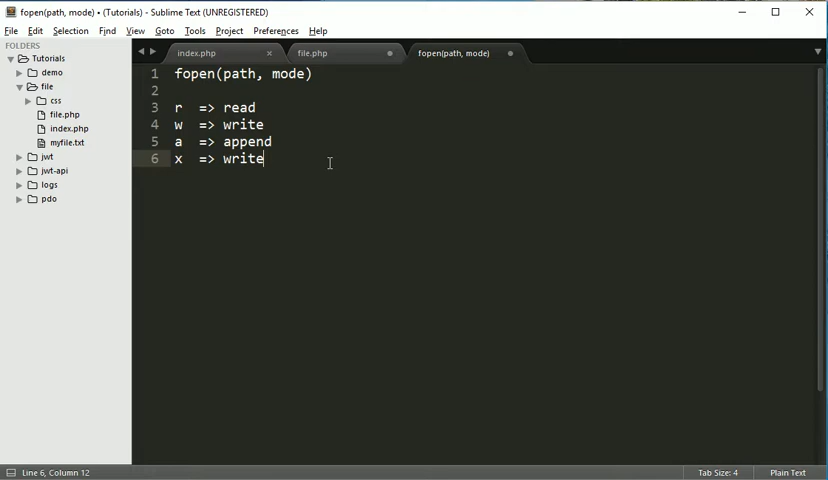 fopen(path, mode) • (Tutorials) - Sublime Text (UNREGISTERED)
File Edit Selection Find View Goto Tools Project Preferences Help
FOLDERS
Tutorials
demo
file
css
file.php
index.php
myfile.txt
jwt
jwt-api
logs
pdo
index.php file.php fopen(path, mode)
1 fopen(path, mode)
2
3 r => read
4 w => write
5 a => append
6 x => write
Line 6, Column 12 Tab Size: 4 Plain Text